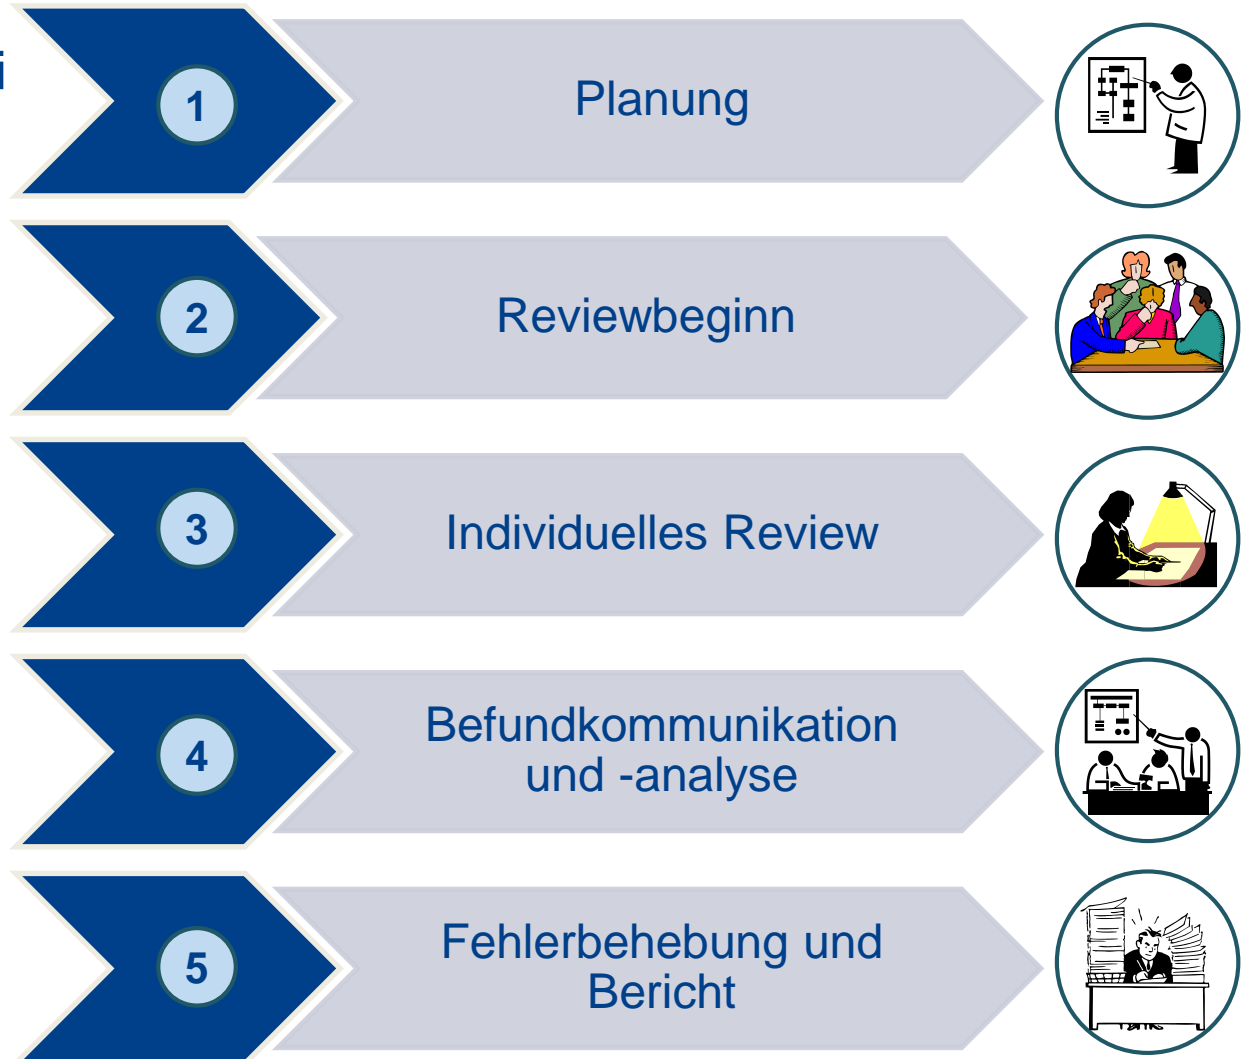 i
1
Planung
2
Reviewbeginn
3
Individuelles Review
4
Befundkommunikation
und -analyse
5
Fehlerbehebung und
Bericht